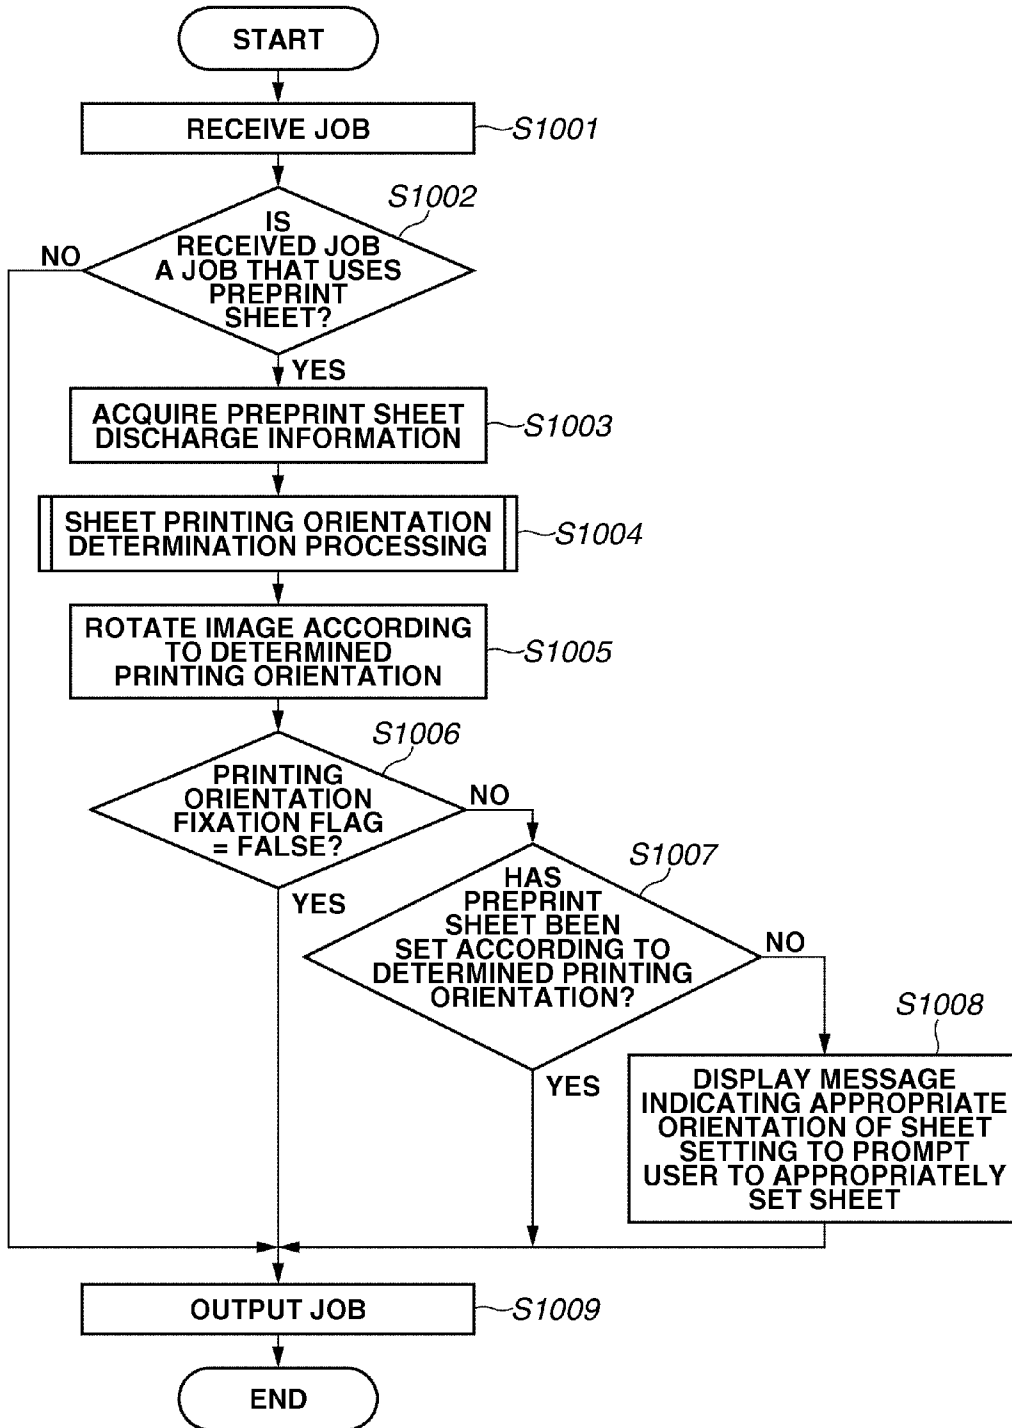 START
RECEIVE JOB
S1001
S1002
IS
RECEIVED JOB
A JOB THAT USES
PREPRINT
SHEET?
NO
YES
ACQUIRE PREPRINT SHEET
DISCHARGE INFORMATION
S1003
SHEET PRINTING ORIENTATION
DETERMINATION PROCESSING
S1004
ROTATE IMAGE ACCORDING
TO DETERMINED
PRINTING ORIENTATION
S1005
S1006
PRINTING
ORIENTATION
FIXATION FLAG
= FALSE?
NO
YES
S1007
HAS
PREPRINT
SHEET BEEN
SET ACCORDING TO
DETERMINED PRINTING
ORIENTATION?
NO
YES
S1008
DISPLAY MESSAGE
INDICATING APPROPRIATE
ORIENTATION OF SHEET
SETTING TO PROMPT
USER TO APPROPRIATELY
SET SHEET
OUTPUT JOB
S1009
END